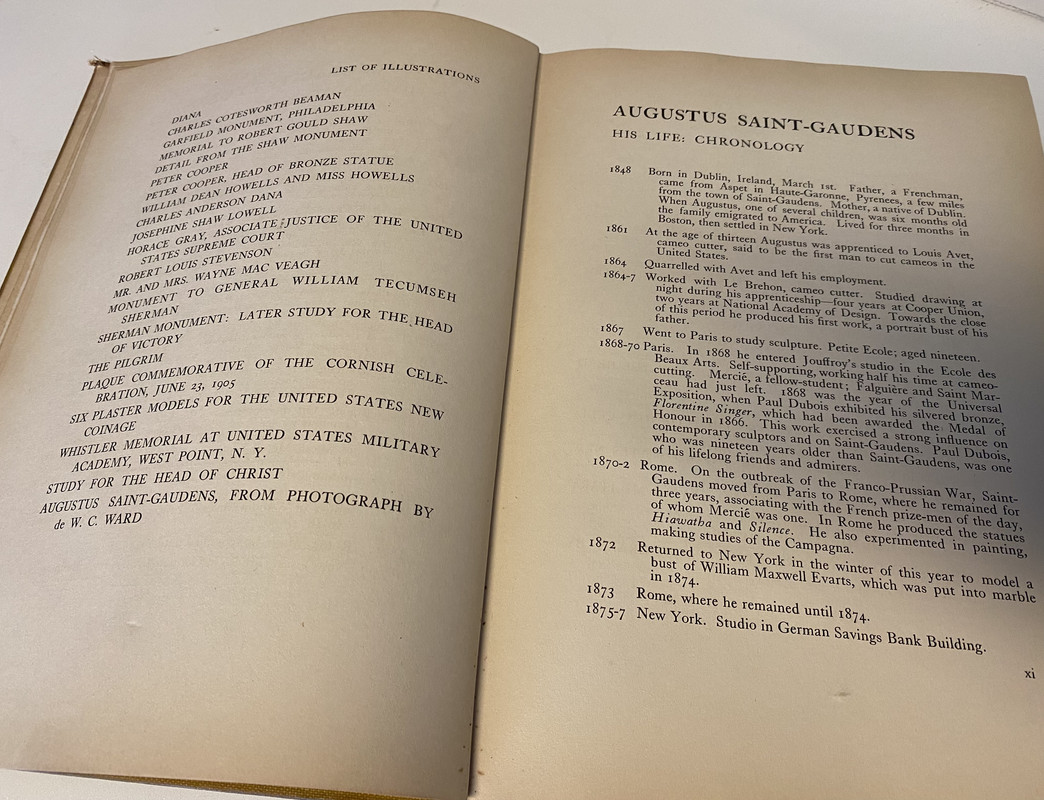 LIST OF ILLUSTRATIONS
DIANA
CHARLES COTESWORTH BEAMAN
GARFIELD MONUMENT, PHILADELPHIA
MEMORIAL TO ROBERT GOULD SHAW
DETAIL FROM THE SHAW MONUMENT
PETER COOPER
PETER COOPER, HEAD OF BRONZE STATUE
WILLIAM DEAN HOWELLS AND MISS HOWELLS
CHARLES ANDERSON DANA
JOSEPHINE SHAW LOWELL
HORACE GRAY, ASSOCIATE JUSTICE OF THE UNITED
STATES SUPREME COURT
ROBERT LOUIS STEVENSON
MR. AND MRS. WAYNE MAC VEAGH
MONUMENT TO GENERAL WILLIAM TECUMSEH
SHERMAN
SHERMAN MONUMENT: LATER STUDY FOR THE HEAD
OF VICTORY
THE PILGRIM
PLAQUE COMMEMORATIVE OF THE CORNISH CELE-
BRATION, JUNE 23, 1905
SIX PLASTER MODELS FOR THE UNITED STATES NEW
COINAGE
WHISTLER MEMORIAL AT UNITED STATES MILITARY
ACADEMY, WEST POINT, N. Y.
STUDY FOR THE HEAD OF CHRIST
AUGUSTUS SAINT-GAUDENS, FROM PHOTOGRAPH BY
de W. C. WARD
AUGUSTUS SAINT-GAUDENS
HIS LIFE: CHRONOLOGY
1848 Born in Dublin, Ireland, March 1st. Father, a Frenchman,
came from Aspet in Haute-Garonne, Pyrenees, a few miles
from the town of Saint-Gaudens. Mother, a native of Dublin.
When Augustus, one of several children, was six months old
the family emigrated to America. Lived for three months in
Boston, then settled in New York.
1861 At the age of thirteen Augustus was apprenticed to Louis Avet,
cameo cutter, said to be the first man to cut cameos in the
United States.
1864 Quarrelled with Avet and left his employment.
1864-7 Worked with Le Brehon, cameo cutter. Studied drawing at
night during his apprenticeship—four years at Cooper Union,
two years at National Academy of Design. Towards the close
of this period he produced his first work, a portrait bust of his
father.
1867 Went to Paris to study sculpture. Petite Ecole; aged nineteen.
1868-70 Paris. In 1868 he entered Jouffroy's studio in the Ecole des
Beaux Arts. Self-supporting, working half his time at cameo-
cutting. Mercié, a fellow-student; Falguière and Saint Mar-
ceau had just left. 1868 was the year of the Universal
Exposition, when Paul Dubois exhibited his silvered bronze,
Florentine Singer, which had been awarded the Medal of
Honour in 1866. This work exercised a strong influence on
contemporary sculptors and on Saint-Gaudens. Paul Dubois,
who was nineteen years older than Saint-Gaudens, was one
of his lifelong friends and admirers.
1870-2 Rome. On the outbreak of the Franco-Prussian War, Saint-
Gaudens moved from Paris to Rome, where he remained for
three years, associating with the French prize-men of the day,
of whom Mercié was one. In Rome he produced the statues
Hiawatha and Silence. He also experimented in painting,
making studies of the Campagna.
1872 Returned to New York in the winter of this year to model a
bust of William Maxwell Evarts, which was put into marble
in 1874.
1873 Rome, where he remained until 1874.
1875-7 New York. Studio in German Savings Bank Building.
xi